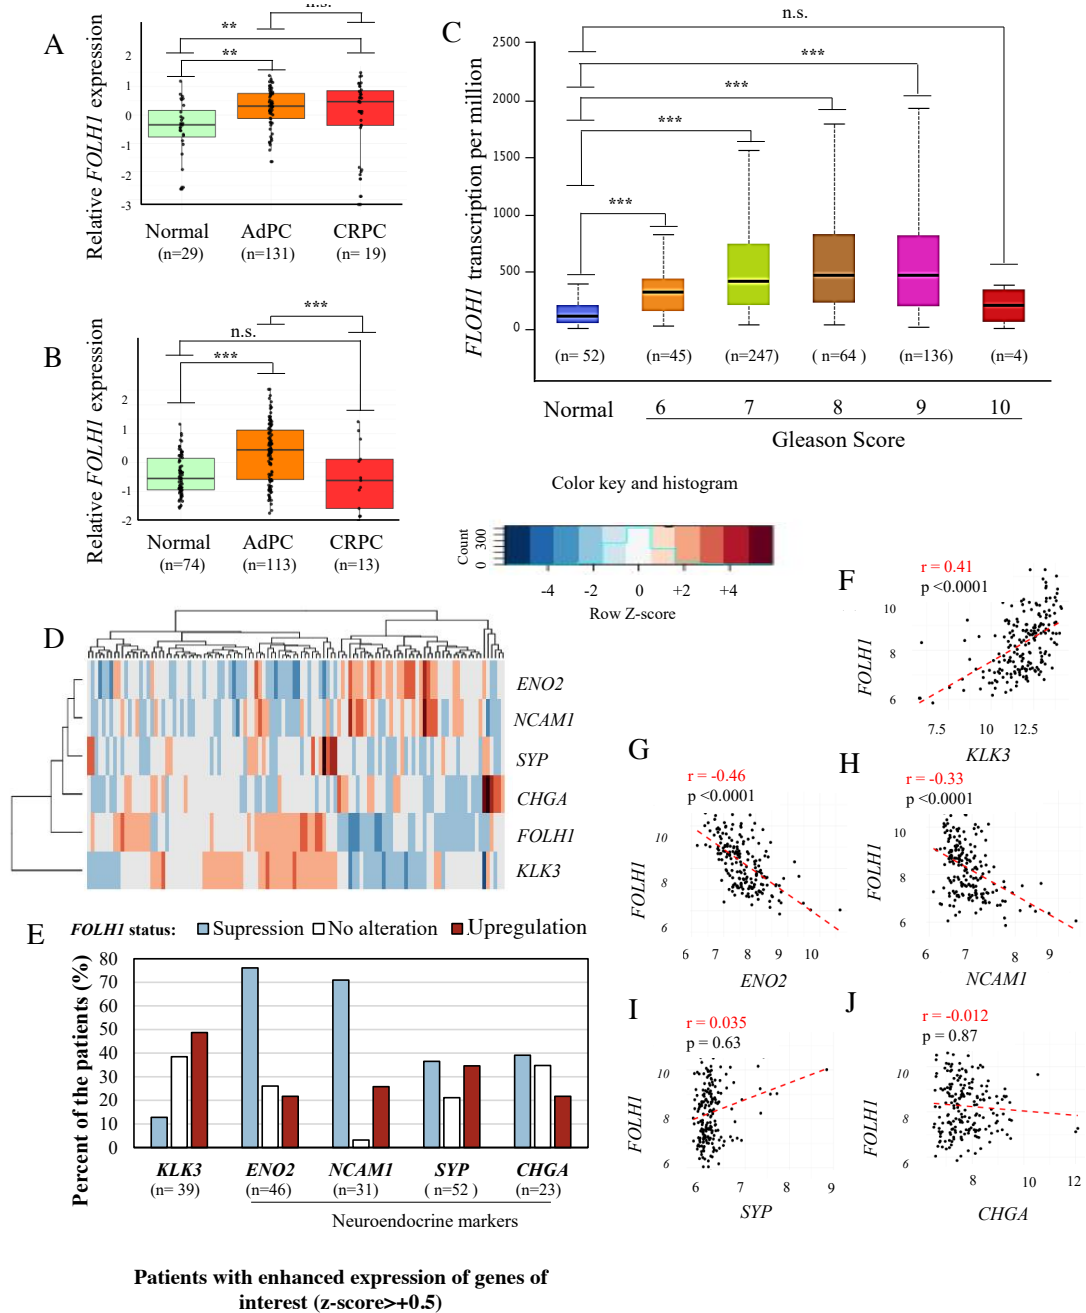 n.s.
A
**
**
Relative FOLH1 expression
2
1
0
-1
-2
-3
Normal
AdPC
CRPC
(n=29)
(n=131)
(n= 19)
B
***
n.s.
***
Relative FOLH1 expression
2
1
0
-1
-2
Normal
AdPC
CRPC
(n=74)
(n=113)
(n=13)
C
n.s.
***
***
***
***
FLOH1 transcription per million
2500
2000
1500
1000
500
0
(n= 52)
(n=45)
(n=247)
( n=64 )
(n=136)
(n=4)
Normal
6
7
8
9
10
Gleason Score
Color key and histogram
Count
300
0
-4
-2
0
+2
+4
Row Z-score
D
ENO2
NCAM1
SYP
CHGA
FOLH1
KLK3
E
FOLH1 status:
Supression
No alteration
Upregulation
Percent of the patients (%)
80
70
60
50
40
30
20
10
0
KLK3
ENO2
NCAM1
SYP
CHGA
(n= 39)
(n=46)
(n=31)
( n=52 )
(n=23)
Neuroendocrine markers
Patients with enhanced expression of genes of
interest (z-score>+0.5)
F
r = 0.41
p <0.0001
FOLH1
10
8
6
7.5
10
12.5
KLK3
G
r = -0.46
p <0.0001
FOLH1
10
8
6
6
7
8
9
10
ENO2
H
r = -0.33
p <0.0001
FOLH1
10
8
6
6
7
8
9
NCAM1
I
r = 0.035
p = 0.63
FOLH1
10
8
6
6
7
8
9
SYP
J
r = -0.012
p = 0.87
FOLH1
10
8
6
8
10
12
CHGA